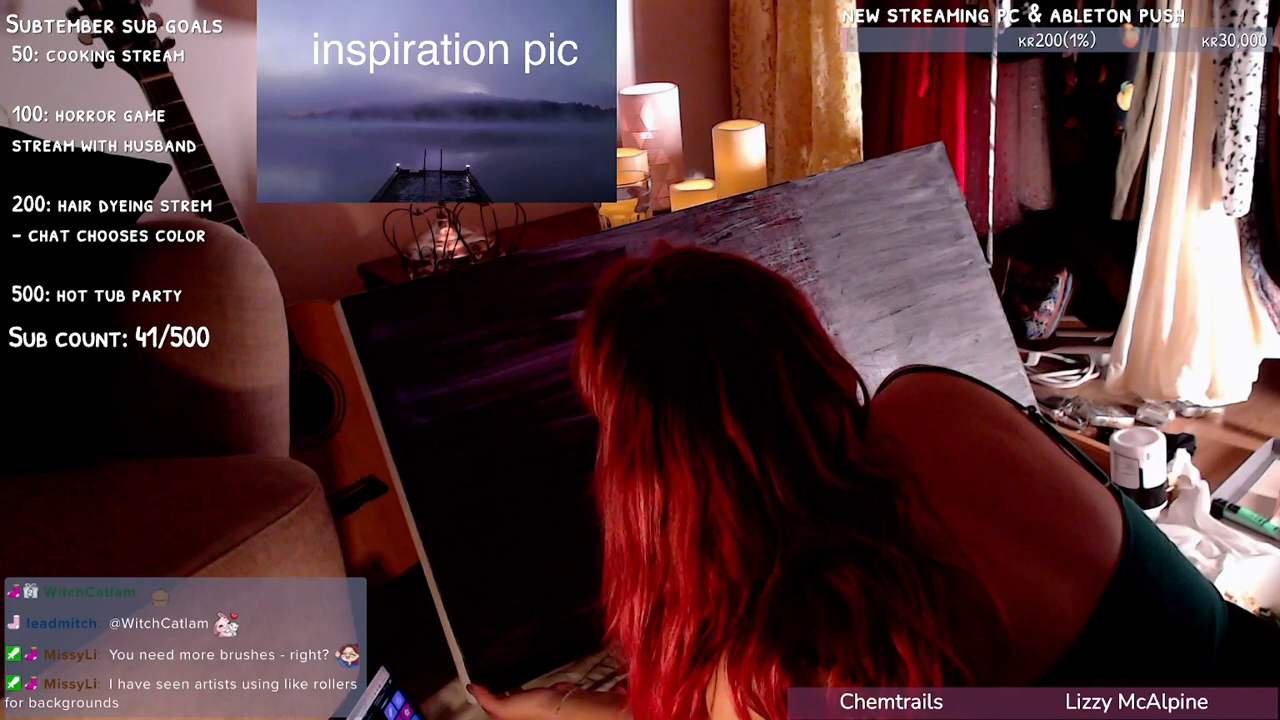 Subtember sub goals
50: cooking stream
100: horror game
stream with husband
200: hair dyeing strem
- chat chooses color
500: hot tub party
Sub count: 41/500
inspiration pic
new streaming pc & ableton push
kr200(1%) kr30,000
WitchCatlam
leadmitch: @WitchCatlam
MissyLi: You need more brushes - right?
MissyLi: I have seen artists using like rollers
for backgrounds
Chemtrails Lizzy McAlpine